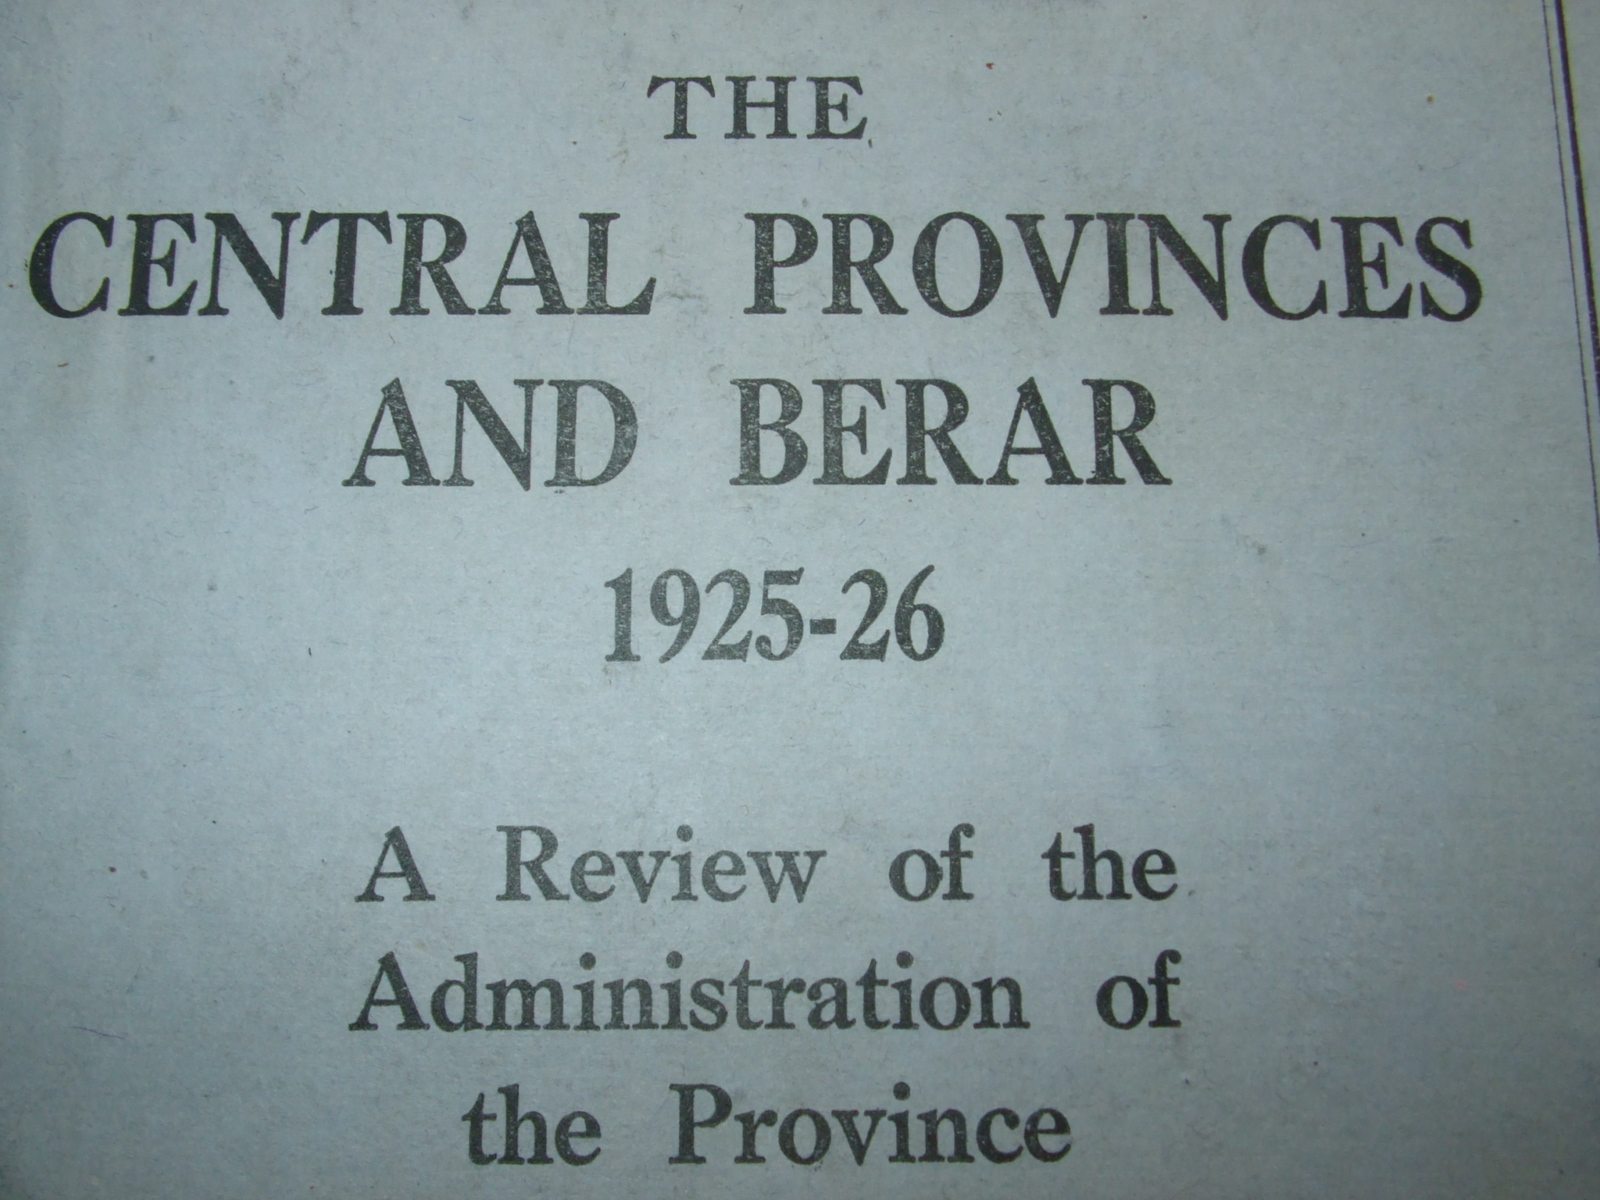 THE
CENTRAL PROVINCES
AND BERAR
1925-26
A Review of the
Administration of
the Province